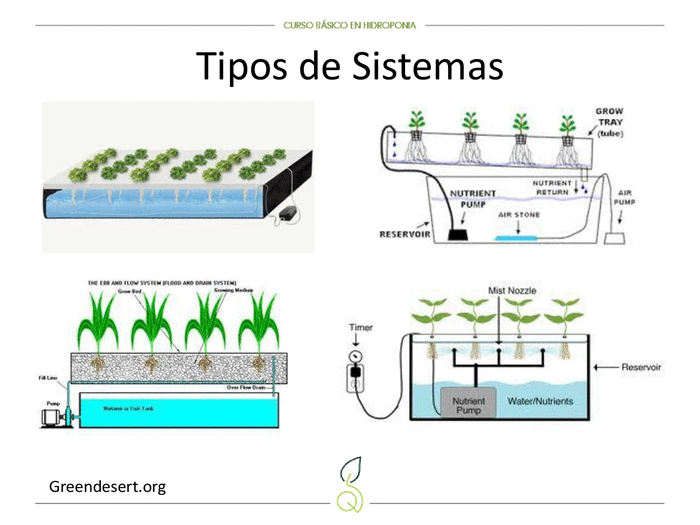 CURSO BÁSICO EN HIDROPONIA
Tipos de Sistemas
GROW
TRAY
(tube)
NUTRIENT
RETURN
NUTRIENT
PUMP
AIR
PUMP
AIR STONE
RESERVOIR
THE EBB AND FLOW SYSTEM (FLOOD AND DRAIN SYSTEM)
Grow Bed
Growing Medium
Fill Line
Over Flow Drain
Pump
Tank
Mist Nozzle
Timer
Reservoir
Nutrient
Pump
Water/Nutrients
Greendesert.org